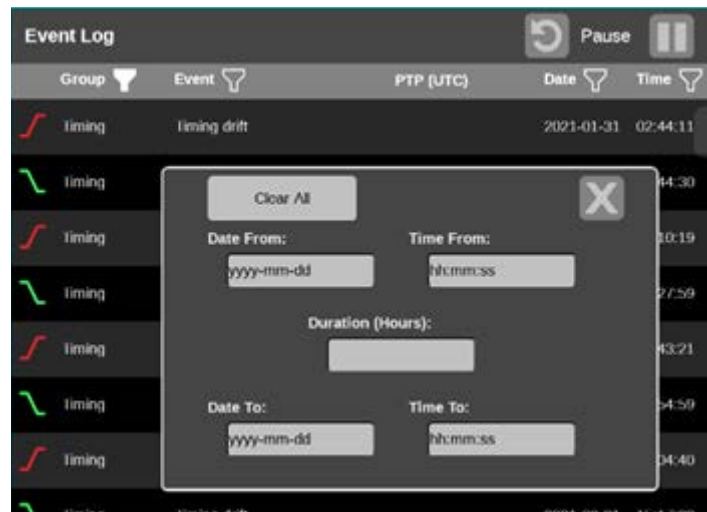 Event Log Pause
Group Event PTP (UTC) Date Time
Timing Timing drift 2021-01-31 02:44:11
Timing 44:30
Clear All
Timing 10:19
Date From: Time From:
yyyy-mm-dd hh:mm:ss
Timing 27:59
Duration (Hours):
Timing 43:21
Timing 54:59
Date To: Time To:
yyyy-mm-dd hh:mm:ss
Timing 04:40